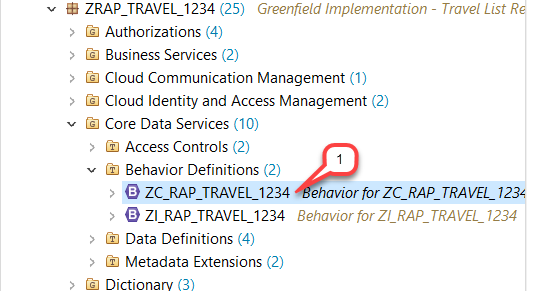 ZRAP_TRAVEL_1234 (25) Greenfield Implementation - Travel List Re
Authorizations (4)
Business Services (2)
Cloud Communication Management (1)
Cloud Identity and Access Management (2)
Core Data Services (10)
Access Controls (2)
1
Behavior Definitions (2)
ZC_RAP_TRAVEL_1234 Behavior for ZC_RAP_TRAVEL_1234
ZI_RAP_TRAVEL_1234 Behavior for ZI_RAP_TRAVEL_1234
Data Definitions (4)
Metadata Extensions (2)
Dictionary (3)